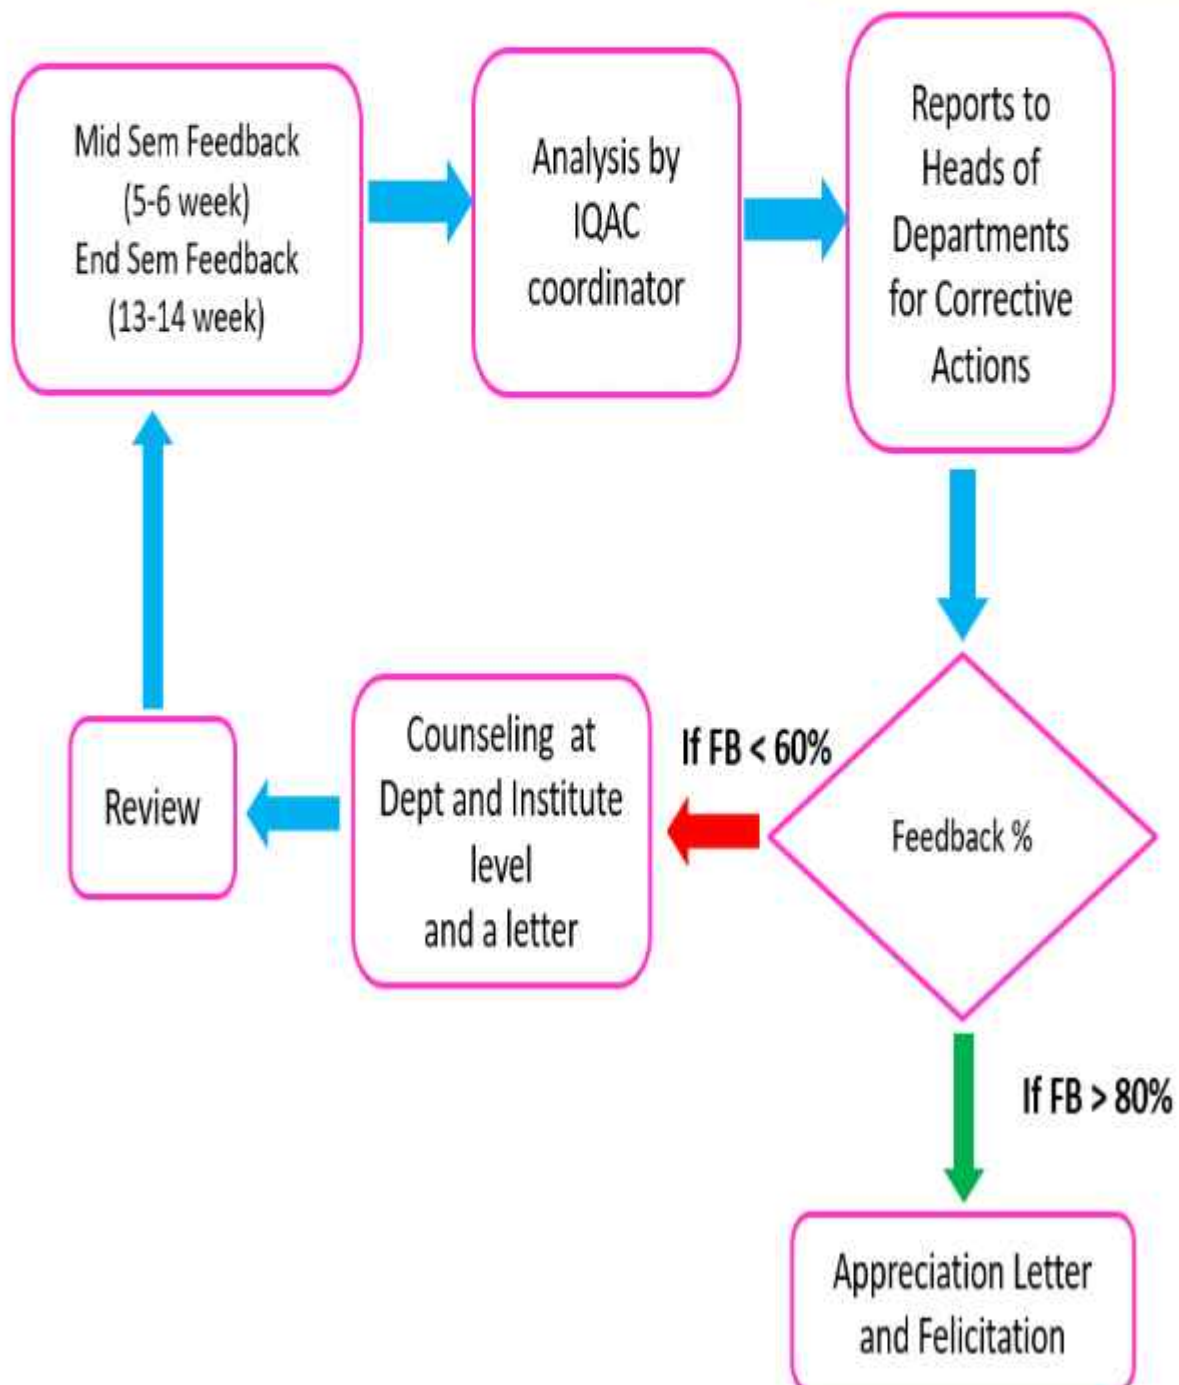 Mid Sem Feedback
(5-6 week)
End Sem Feedback
(13-14 week)
Analysis by
IQAC
coordinator
Reports to
Heads of
Departments
for Corrective
Actions
Feedback %
If FB < 60%
Counseling at
Dept and Institute
level
and a letter
Review
If FB > 80%
Appreciation Letter
and Felicitation